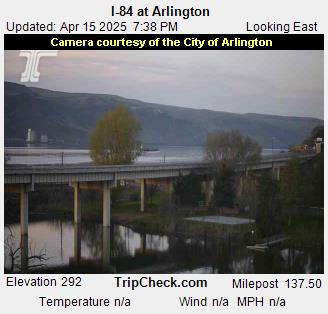 I-84 at Arlington
Updated: Apr 15 2025 7:38 PM Looking East
Camera courtesy of the City of Arlington
Elevation 292 TripCheck.com Milepost 137.50
Temperature n/a Wind n/a MPH n/a